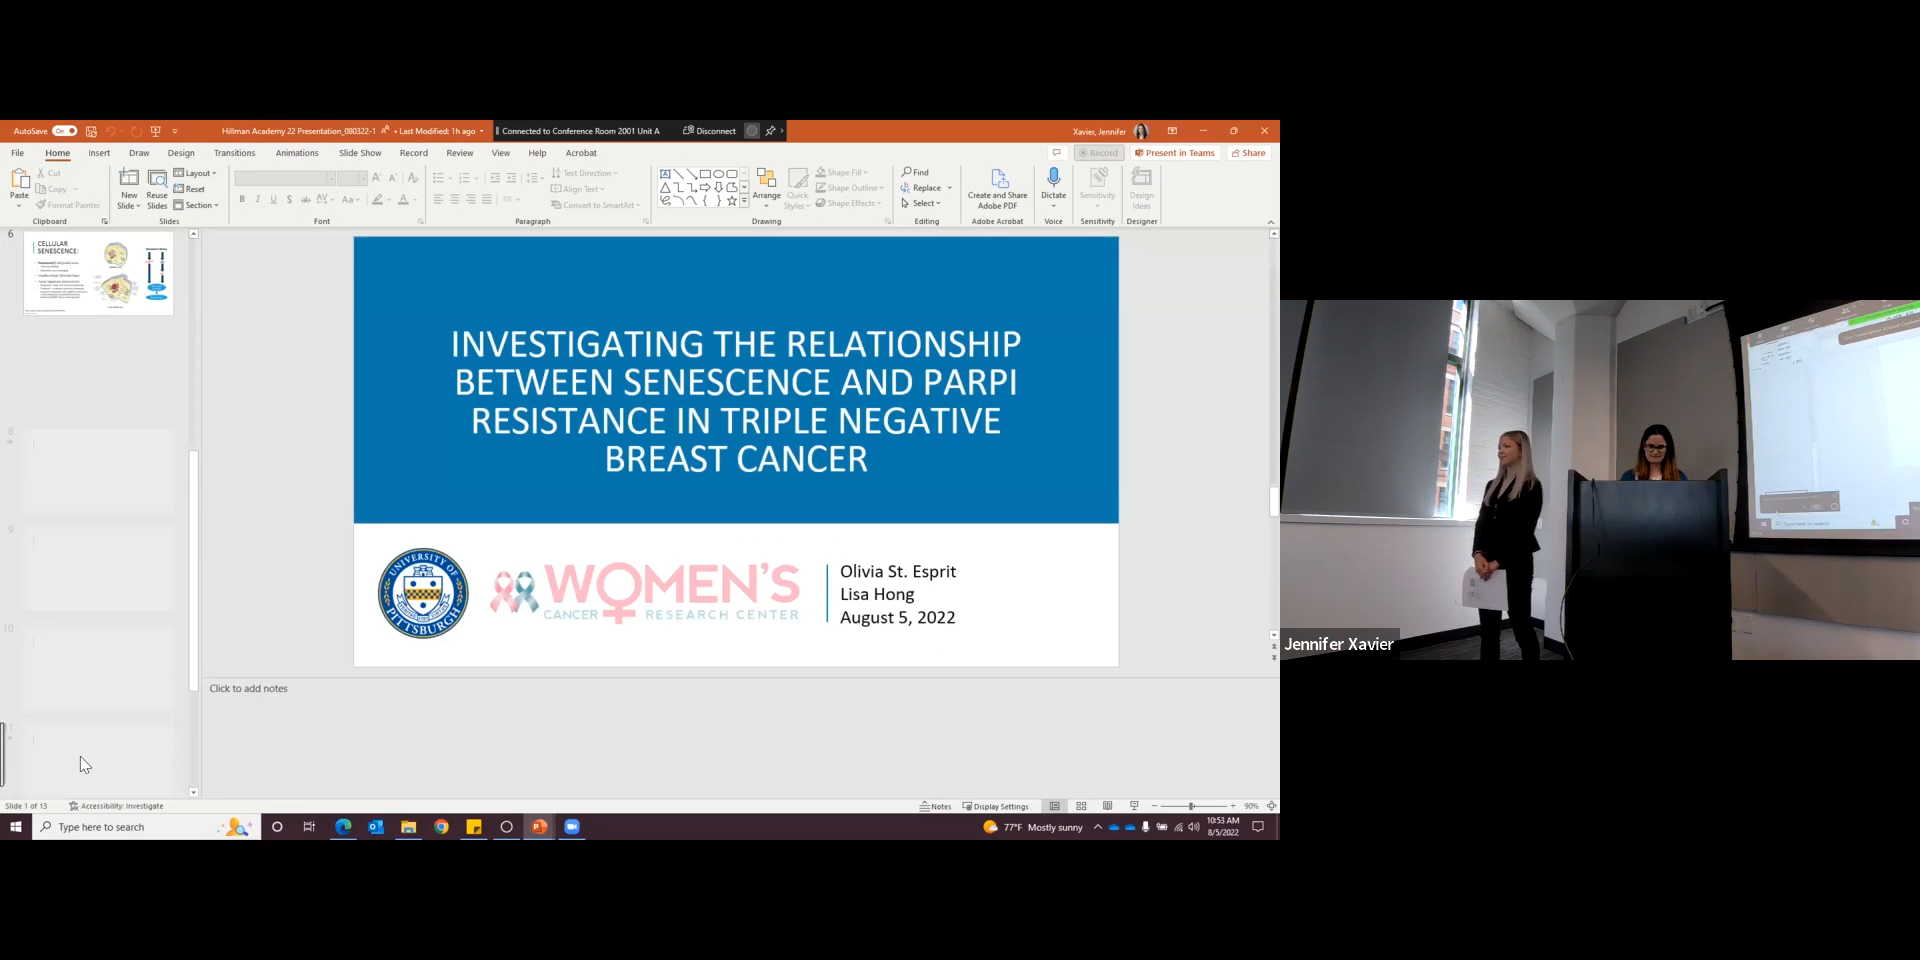 AutoSave On
Hillman Academy 22 Presentation_080322-1 • Last Modified: 1h ago
Connected to Conference Room 2001 Unit A Disconnect
Xavier, Jennifer
File Home Insert Draw Design Transitions Animations Slide Show Record Review View Help Acrobat
Record Present in Teams Share
Paste
Cut
Copy
Format Painter
Clipboard
New Slide
Reuse Slides
Layout
Reset
Section
Slides
Font
Text Direction
Align Text
Convert to SmartArt
Paragraph
Arrange
Quick Styles
Shape Fill
Shape Outline
Shape Effects
Drawing
Find
Replace
Select
Editing
Create and Share Adobe PDF
Adobe Acrobat
Dictate
Voice
Sensitivity
Sensitivity
Design Ideas
Designer
6
CELLULAR
SENESCENCE:
8
9
10
INVESTIGATING THE RELATIONSHIP
BETWEEN SENESCENCE AND PARPI
RESISTANCE IN TRIPLE NEGATIVE
BREAST CANCER
UNIVERSITY OF PITTSBURGH
WOMEN'S
CANCER RESEARCH CENTER
Olivia St. Esprit
Lisa Hong
August 5, 2022
Click to add notes
Slide 1 of 13 Accessibility: Investigate
Notes Display Settings 90%
Type here to search
77°F Mostly sunny
10:53 AM
8/5/2022
Jennifer Xavier